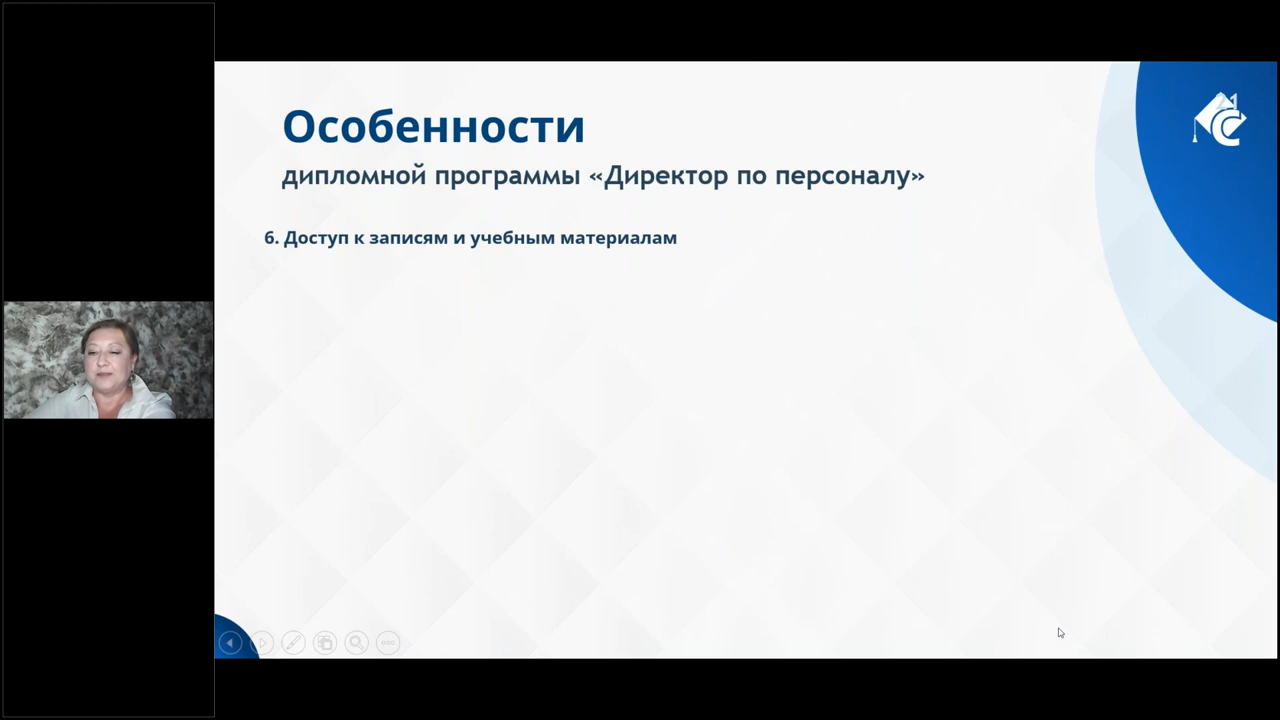 Особенности
дипломной программы «Директор по персоналу»
6. Доступ к записям и учебным материалам